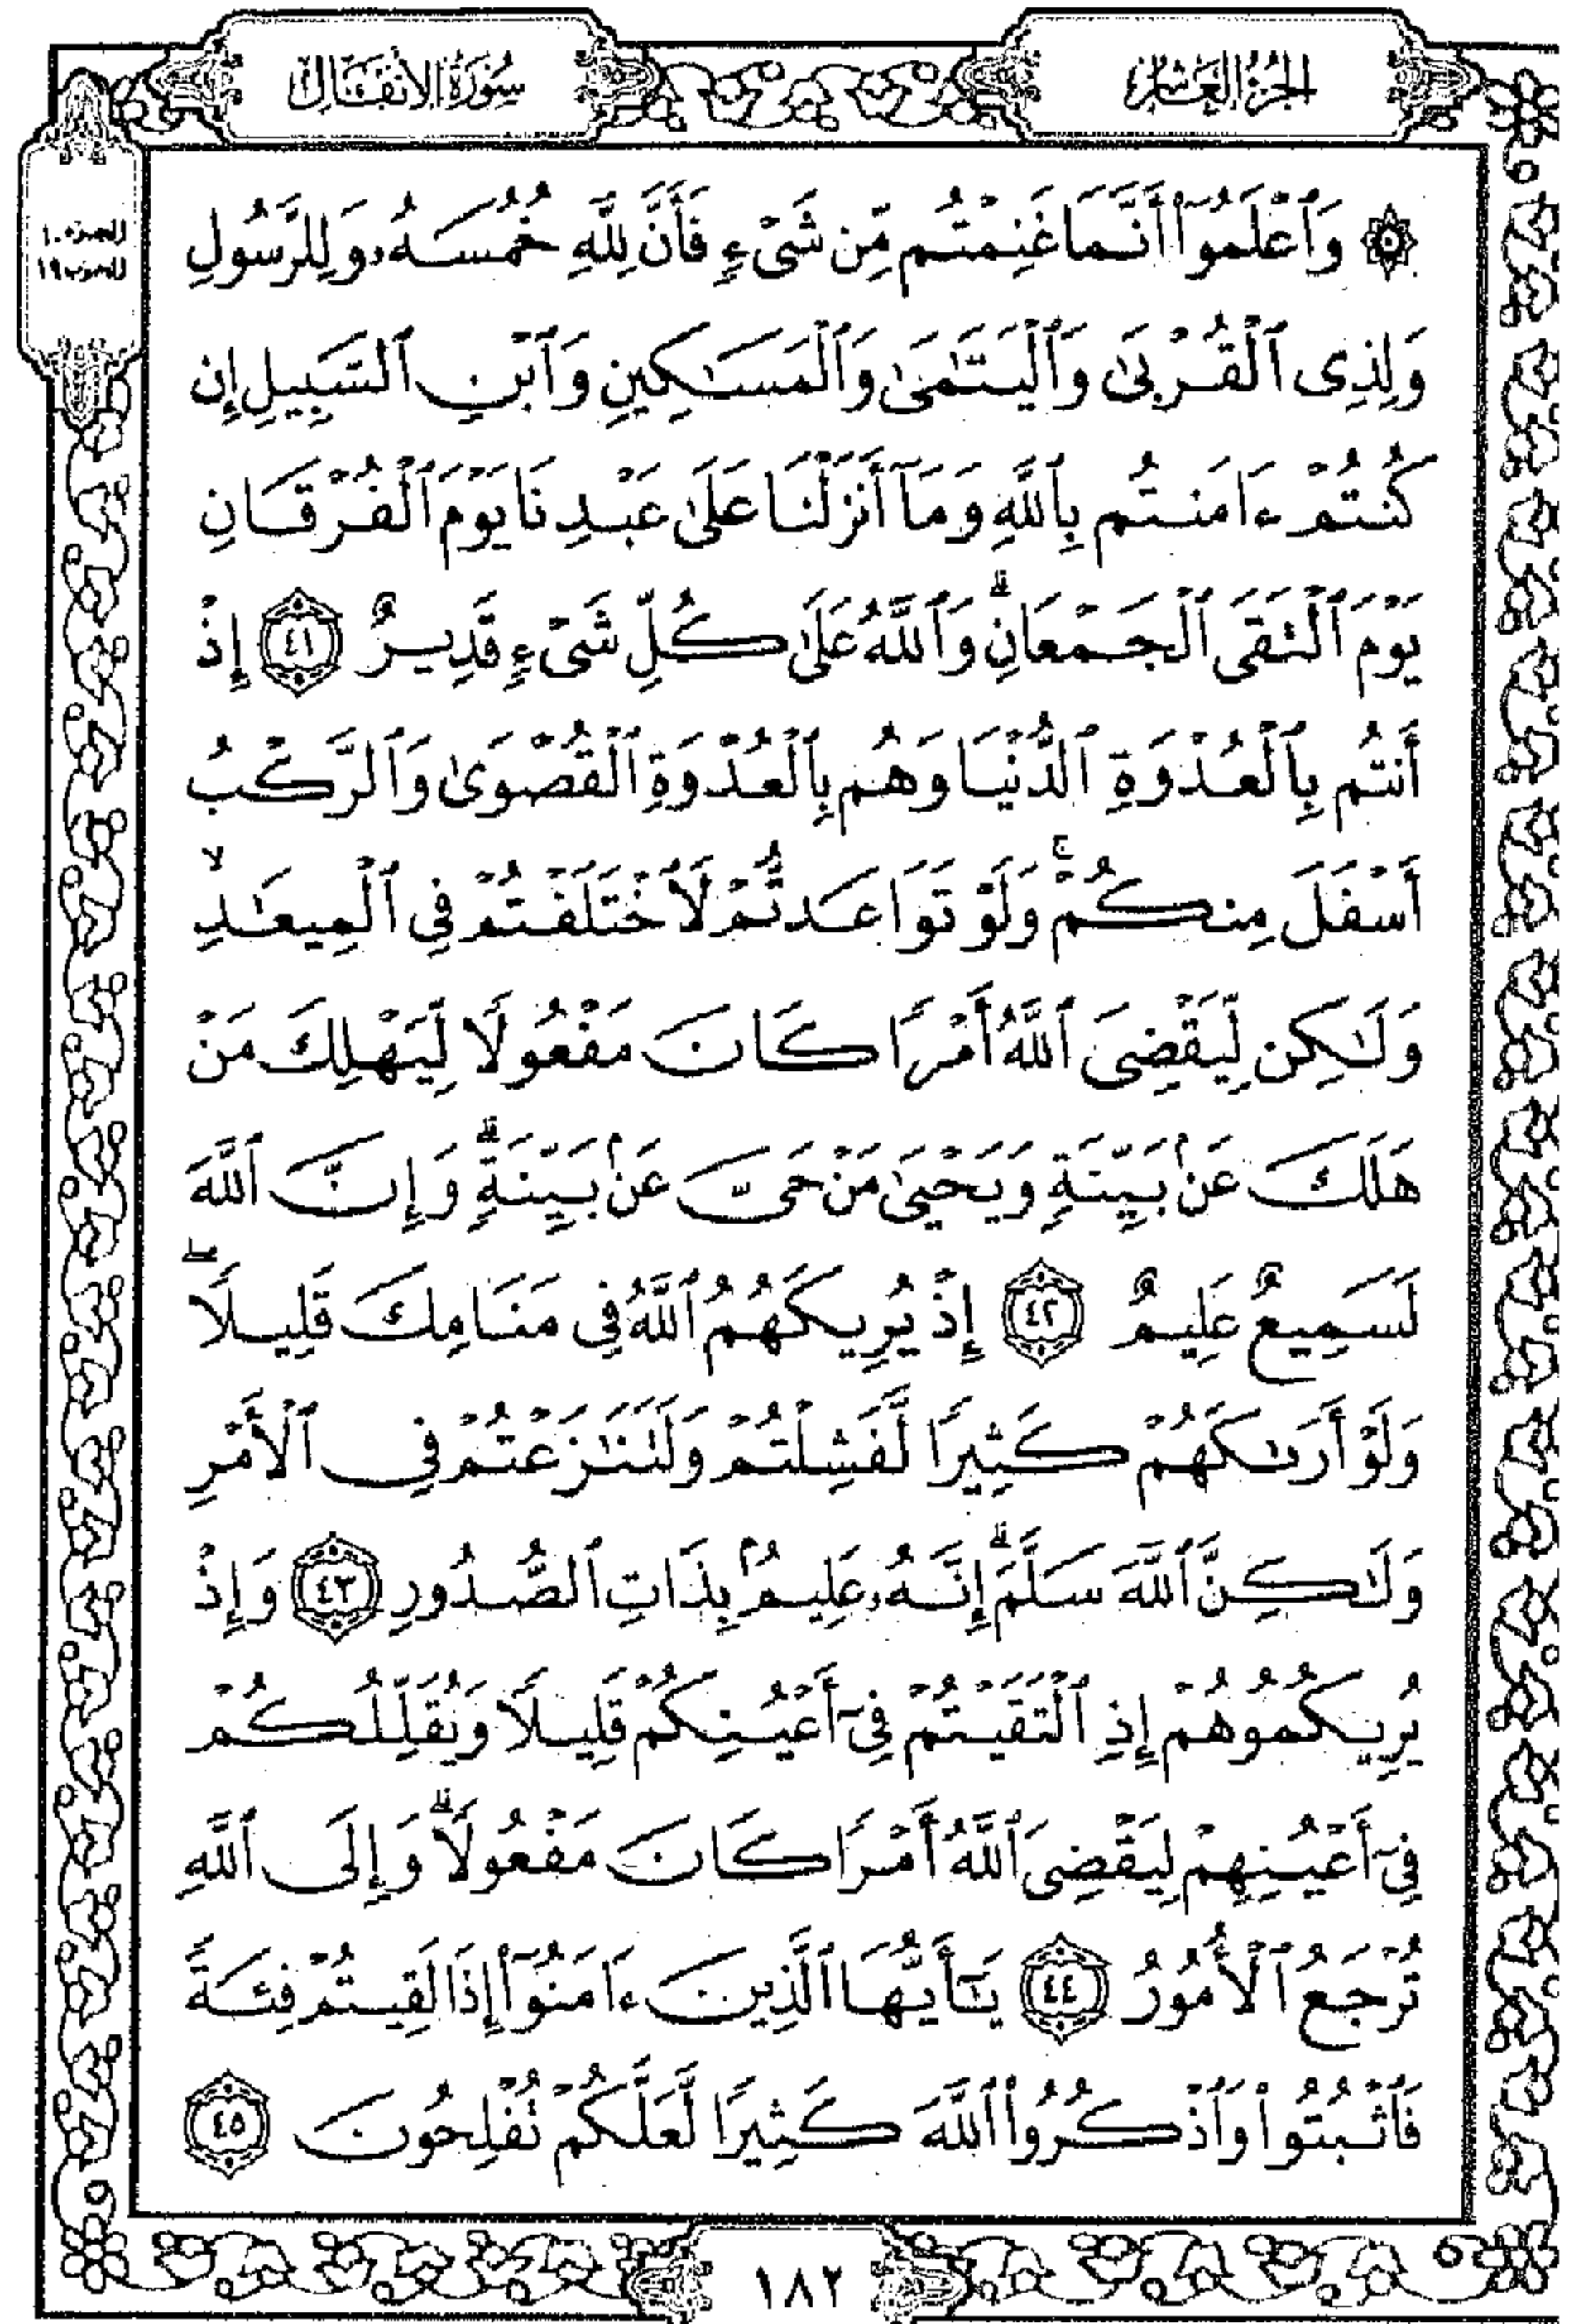 الجزء العاشر
سورة الأنفال
الجزء ١٠
الحزب ١٩
۞ وَٱعْلَمُوٓا۟ أَنَّمَا غَنِمْتُم مِّن شَىْءٍ فَأَنَّ لِلَّهِ خُمُسَهُۥ وَلِلرَّسُولِ
وَلِذِى ٱلْقُرْبَىٰ وَٱلْيَتَٰمَىٰ وَٱلْمَسَٰكِينِ وَٱبْنِ ٱلسَّبِيلِ إِن
كُنتُمْ ءَامَنتُم بِٱللَّهِ وَمَآ أَنزَلْنَا عَلَىٰ عَبْدِنَا يَوْمَ ٱلْفُرْقَانِ
يَوْمَ ٱلْتَقَى ٱلْجَمْعَانِ ۗ وَٱللَّهُ عَلَىٰ كُلِّ شَىْءٍ قَدِيرٌ ٤١ إِذْ
أَنتُم بِٱلْعُدْوَةِ ٱلدُّنْيَا وَهُم بِٱلْعُدْوَةِ ٱلْقُصْوَىٰ وَٱلرَّكْبُ
أَسْفَلَ مِنكُمْ ۚ وَلَوْ تَوَاعَدتُّمْ لَٱخْتَلَفْتُمْ فِى ٱلْمِيعَٰدِ ۙ
وَلَٰكِن لِّيَقْضِىَ ٱللَّهُ أَمْرًا كَانَ مَفْعُولًا لِّيَهْلِكَ مَنْ
هَلَكَ عَنۢ بَيِّنَةٍ وَيَحْيَىٰ مَنْ حَىَّ عَنۢ بَيِّنَةٍ ۗ وَإِنَّ ٱللَّهَ
لَسَمِيعٌ عَلِيمٌ ٤٢ إِذْ يُرِيكَهُمُ ٱللَّهُ فِى مَنَامِكَ قَلِيلًا ۖ
وَلَوْ أَرَىٰكَهُمْ كَثِيرًا لَّفَشِلْتُمْ وَلَتَنَٰزَعْتُمْ فِى ٱلْأَمْرِ
وَلَٰكِنَّ ٱللَّهَ سَلَّمَ ۗ إِنَّهُۥ عَلِيمٌۢ بِذَاتِ ٱلصُّدُورِ ٤٣ وَإِذْ
يُرِيكُمُوهُمْ إِذِ ٱلْتَقَيْتُمْ فِىٓ أَعْيُنِكُمْ قَلِيلًا وَيُقَلِّلُكُمْ
فِىٓ أَعْيُنِهِمْ لِيَقْضِىَ ٱللَّهُ أَمْرًا كَانَ مَفْعُولًا ۗ وَإِلَى ٱللَّهِ
تُرْجَعُ ٱلْأُمُورُ ٤٤ يَٰٓأَيُّهَا ٱلَّذِينَ ءَامَنُوٓا۟ إِذَا لَقِيتُمْ فِئَةً
فَٱثْبُتُوا۟ وَٱذْكُرُوا۟ ٱللَّهَ كَثِيرًا لَّعَلَّكُمْ تُفْلِحُونَ ٤٥
١٨٢